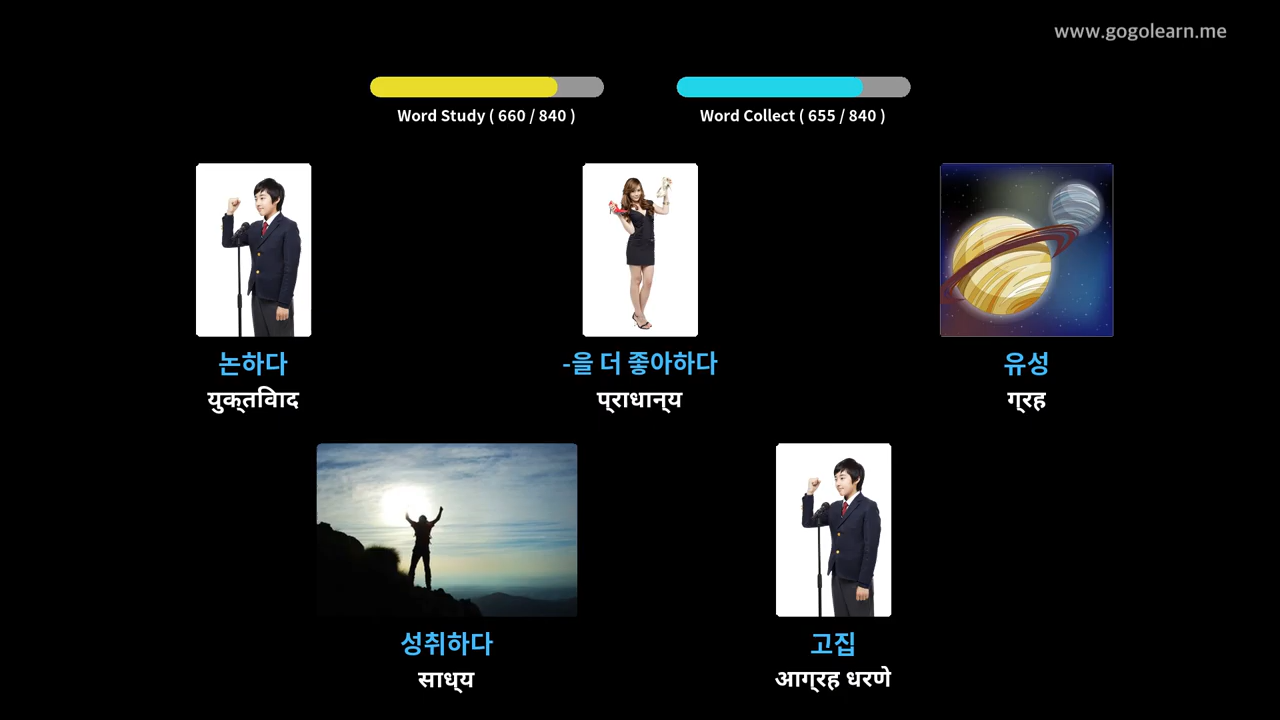 www.gogolearn.me
Word Study ( 660 / 840 )
Word Collect ( 655 / 840 )
논하다
युक्तिवाद
-을 더 좋아하다
प्राधान्य
유성
ग्रह
성취하다
साध्य
고집
आग्रह धरणे